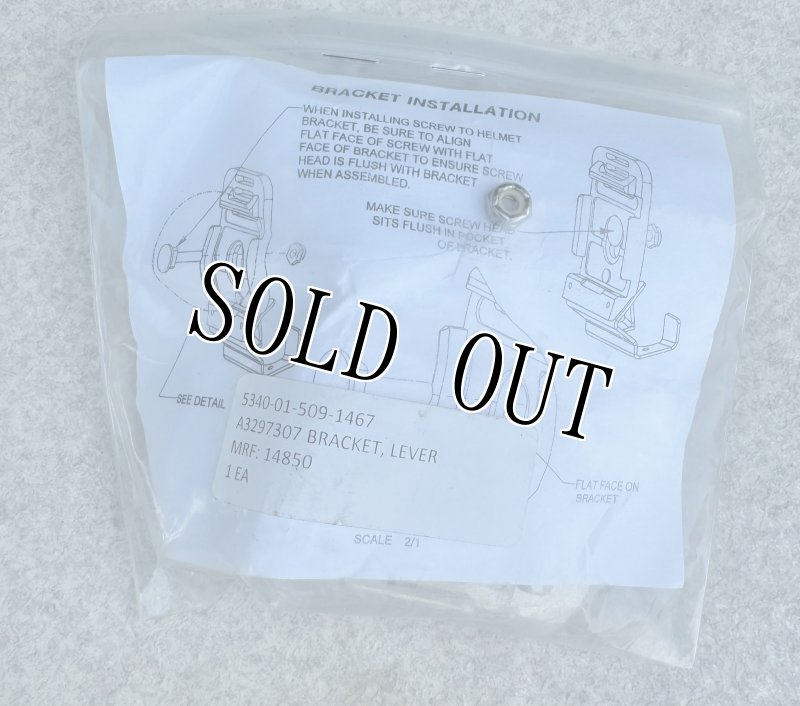 BRACKET INSTALLATION
WHEN INSTALLING SCREW TO HELMET
BRACKET, BE SURE TO ALIGN
FLAT FACE OF SCREW WITH FLAT
FACE OF BRACKET TO ENSURE SCREW
HEAD IS FLUSH WITH BRACKET
WHEN ASSEMBLED.
MAKE SURE SCREW HEAD
SITS FLUSH IN POCKET
OF BRACKET.
SOLD OUT
SEE DETAIL
5340-01-509-1467
A3297307 BRACKET, LEVER
MRF: 14850
1 EA
FLAT FACE ON
BRACKET
SCALE 2/1